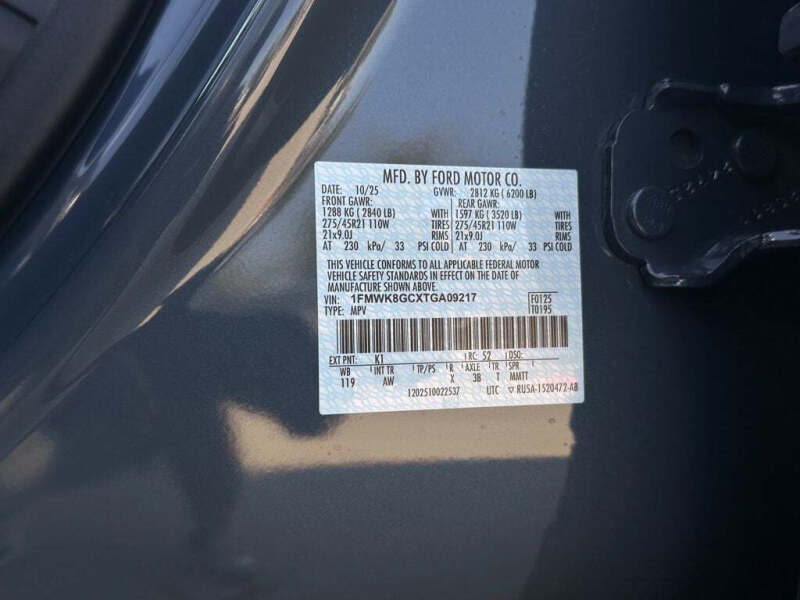 MFD. BY FORD MOTOR CO.
DATE: 10/25 GVWR: 2812 KG ( 6200 LB)
FRONT GAWR: REAR GAWR:
1288 KG ( 2840 LB) WITH 1597 KG ( 3520 LB) WITH
275/45R21 110W TIRES 275/45R21 110W TIRES
21x9.0J RIMS 21x9.0J RIMS
AT 230 kPa/ 33 PSI COLD AT 230 kPa/ 33 PSI COLD
THIS VEHICLE CONFORMS TO ALL APPLICABLE FEDERAL MOTOR
VEHICLE SAFETY STANDARDS IN EFFECT ON THE DATE OF
MANUFACTURE SHOWN ABOVE.
VIN: 1FMWK8GCXTGA09217 F0125
TYPE: MPV T0195
EXT PNT: K1 RC: 52 DSO:
WB INT TR TP/PS R AXLE TR SPR
119 AW X 3B T MMTT
1202510022537 UTC RU5A-1520472-AB